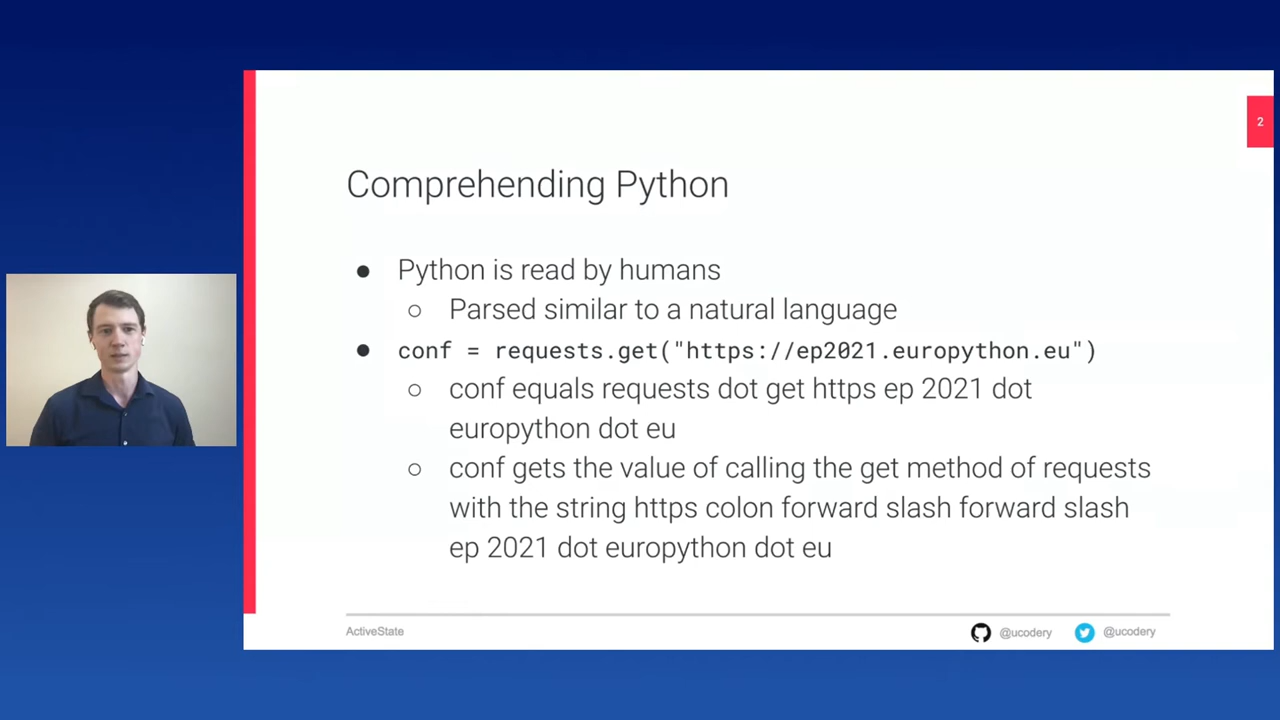 2
Comprehending Python
● Python is read by humans
○ Parsed similar to a natural language
● conf = requests.get("https://ep2021.europython.eu")
○ conf equals requests dot get https ep 2021 dot
europython dot eu
○ conf gets the value of calling the get method of requests
with the string https colon forward slash forward slash
ep 2021 dot europython dot eu
ActiveState
@ucodery
@ucodery